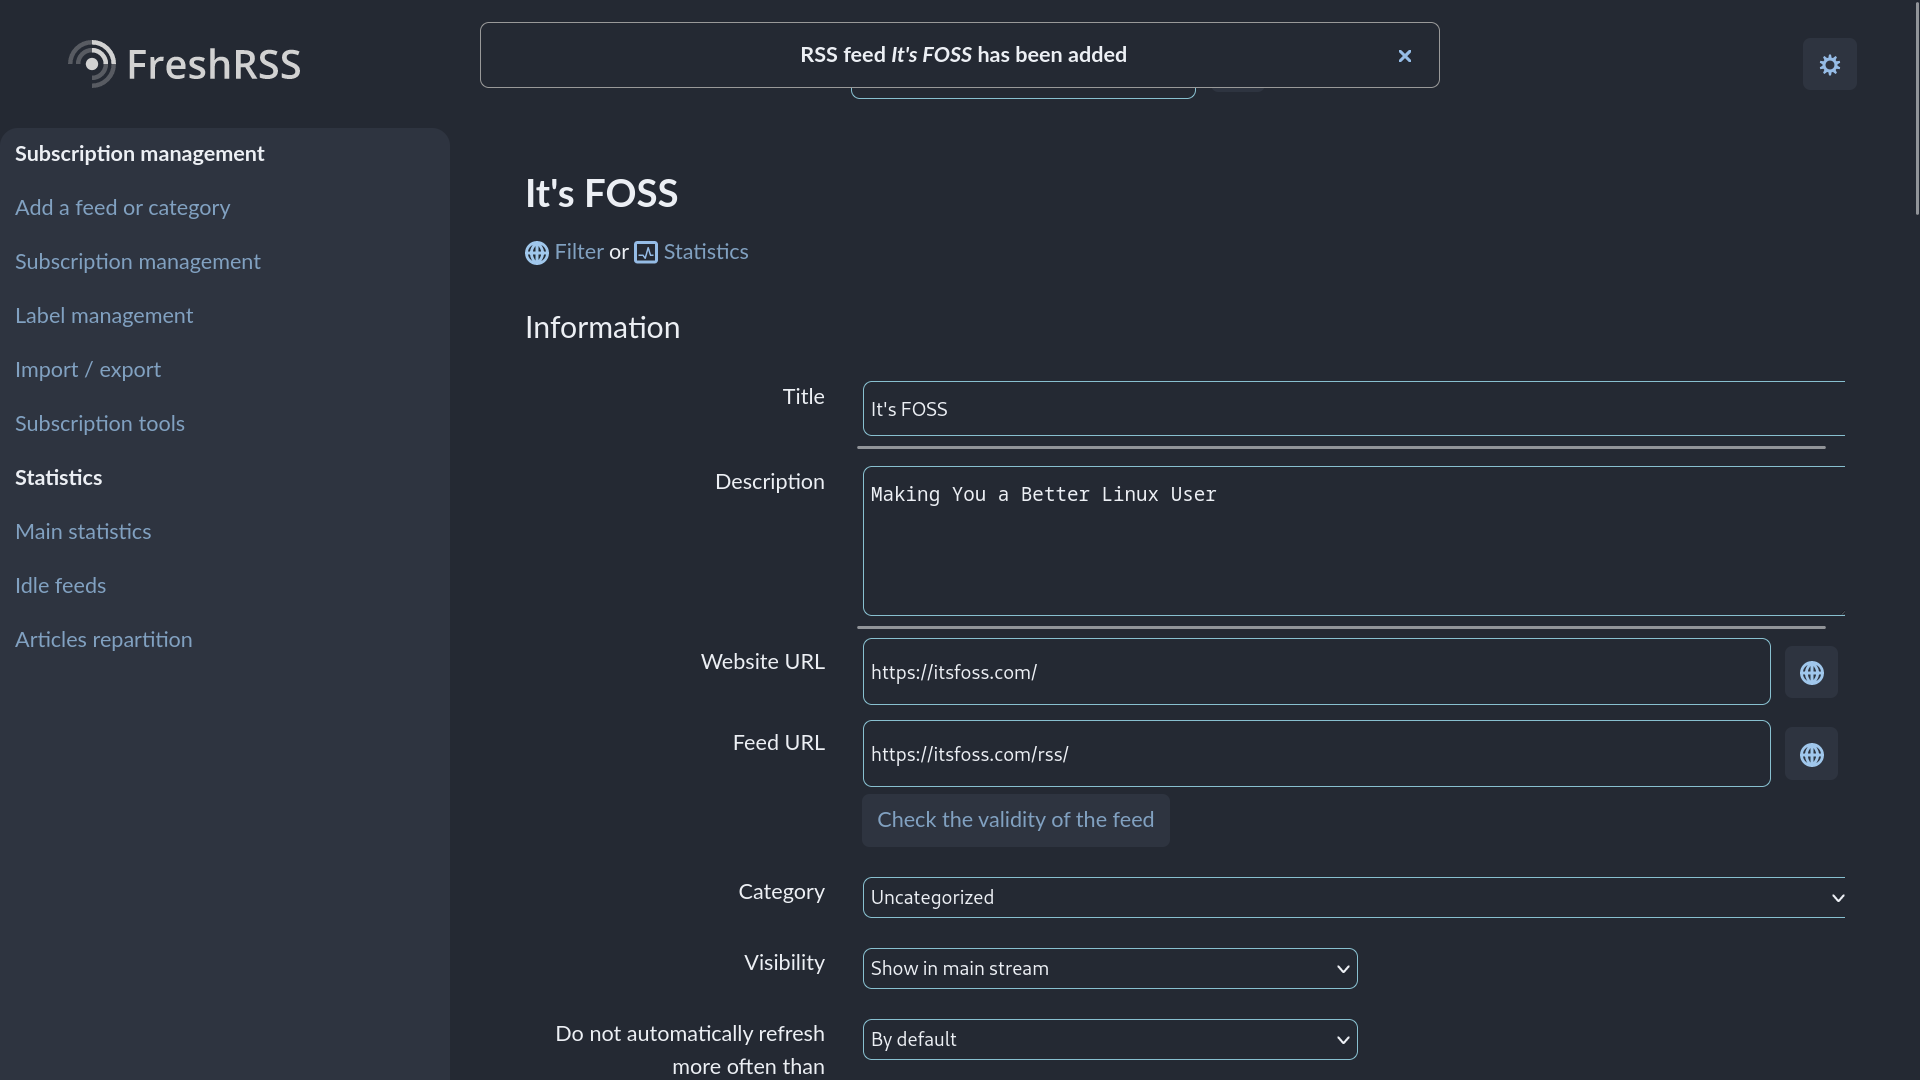 FreshRSS
RSS feed It's FOSS has been added
Subscription management
Add a feed or category
Subscription management
Label management
Import / export
Subscription tools
Statistics
Main statistics
Idle feeds
Articles repartition
It's FOSS
Filter or Statistics
Information
Title
It's FOSS
Description
Making You a Better Linux User
Website URL
https://itsfoss.com/
Feed URL
https://itsfoss.com/rss/
Check the validity of the feed
Category
Uncategorized
Visibility
Show in main stream
Do not automatically refresh
more often than
By default